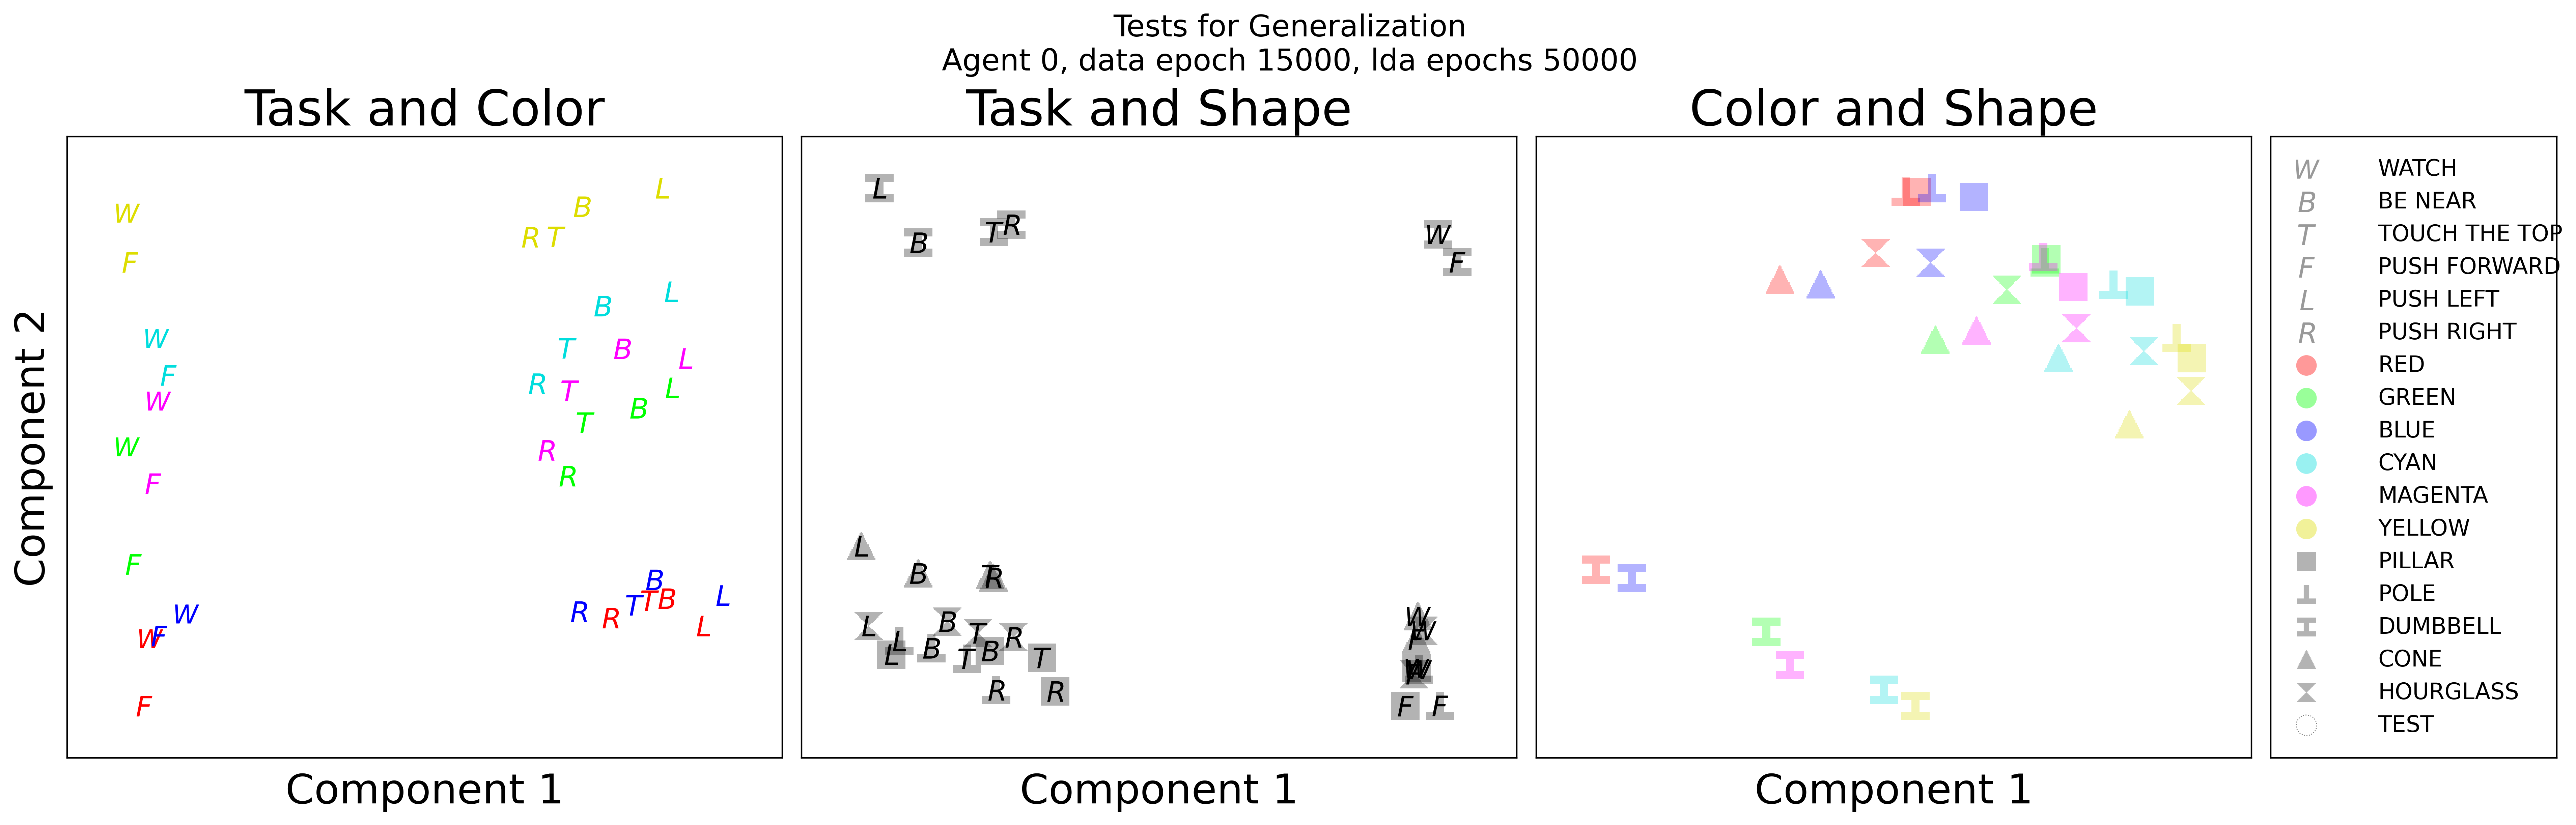 Tests for Generalization
Agent 0, data epoch 15000, lda epochs 50000
Task and Color
Task and Shape
Color and Shape
Component 2
Component 1
Component 1
Component 1
L
W
B
R T
F
L
B
W
T
B
L
F
R
T
L
W
B
T
W
R
R
F
F
B
L
T
T
B
W
R
R
L
W
F
F
L
B
T
R
W
F
L
B
T
R
L
B
T
R
W
W
F
L
L
B
T
B
T
W
W
F
R
R
F
F
W WATCH
B BE NEAR
T TOUCH THE TOP
F PUSH FORWARD
L PUSH LEFT
R PUSH RIGHT
RED
GREEN
BLUE
CYAN
MAGENTA
YELLOW
PILLAR
POLE
DUMBBELL
CONE
HOURGLASS
TEST